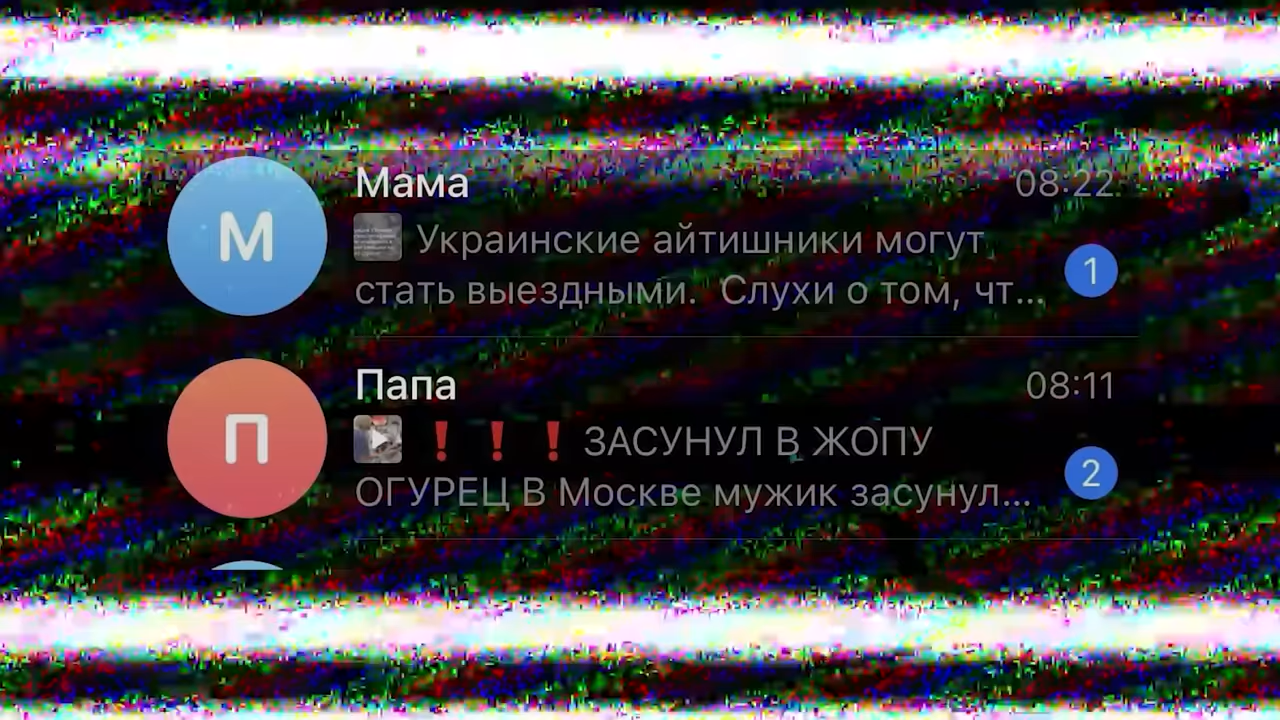 М
Мама
08:22
Украинские айтишники могут
стать выездными. Слухи о том, чт...
1
П
Папа
08:11
❗ ❗ ❗ ЗАСУНУЛ В ЖОПУ
ОГУРЕЦ В Москве мужик засунул...
2